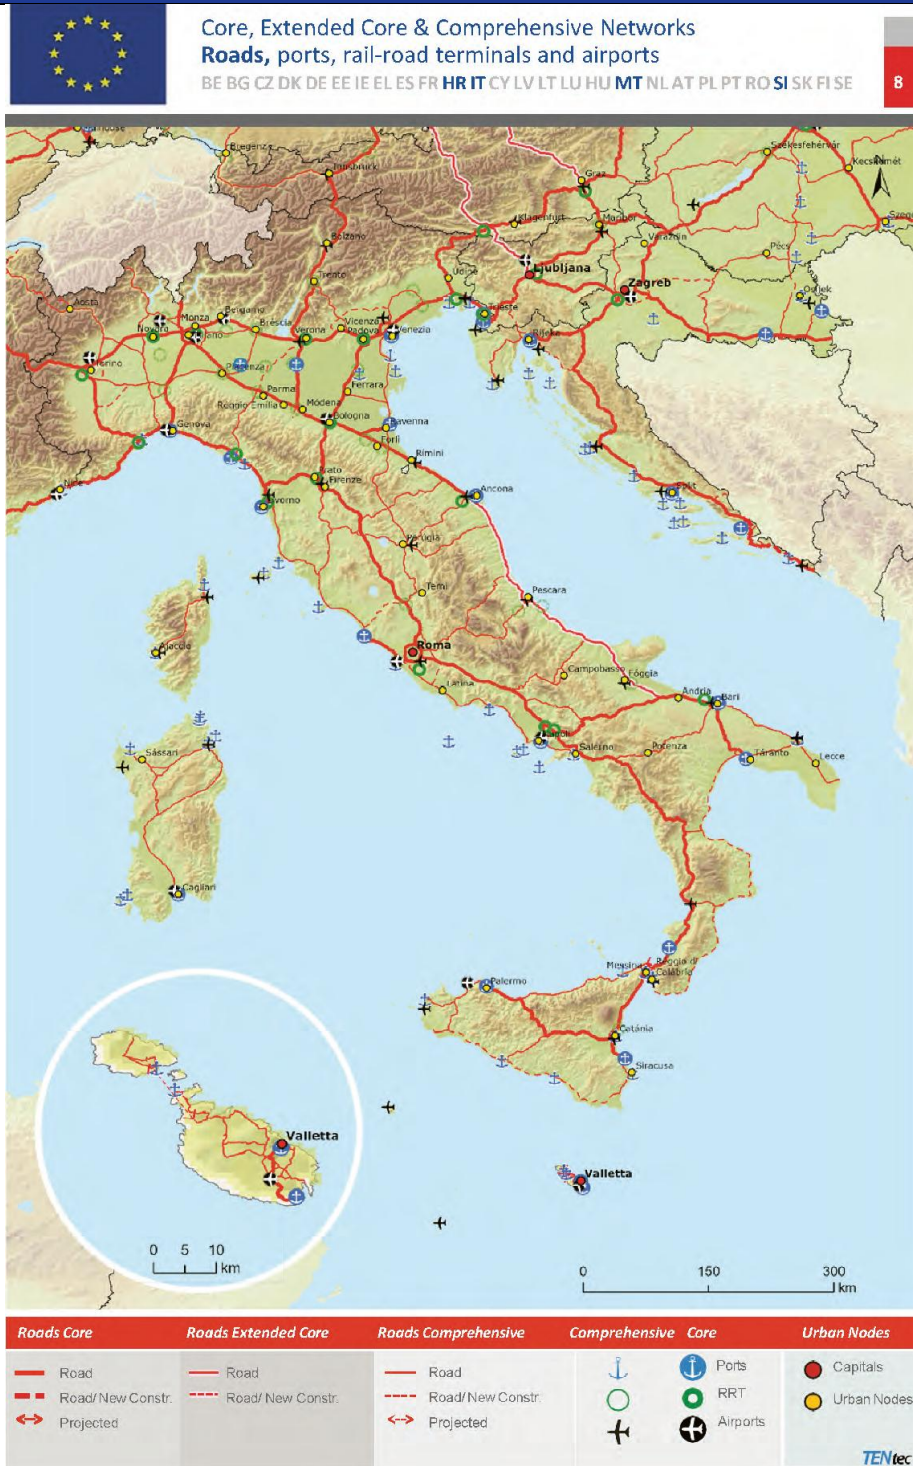 Core, Extended Core & Comprehensive Networks
Roads, ports, rail-road terminals and airports
BE BG CZ DK DE EE IE EL ES FR HR IT CY LV LT LU HU MT NL AT PL PT RO SI SK FI SE
8
Bregenz
Innsbruck
Székesfehérvár
Kecskemét
N
Graz
Klagenfurt
Maribor
Varaždin
Pécs
Bolzano
Ljubljana
Zagreb
Osijek
Trento
Udine
Aosta
Monza
Bergamo
Brescia
Novara
Milano
Verona
Vicenza
Padova
Venezia
Trieste
Rijeka
Torino
Piacenza
Parma
Reggio Emilia
Modena
Ferrara
Bologna
Ravenna
Genova
Forlì
Rimini
Nice
Prato
Firenze
Livorno
Ancona
Split
Perugia
Terni
Pescara
Ajaccio
Roma
Latina
Campobasso
Fóggia
Andria
Bari
Sássari
Napoli
Salerno
Potenza
Táranto
Lecce
Cagliari
Messina
Reggio di
Calábria
Palermo
Catánia
Siracusa
Valletta
Valletta
0 5 10
km
0 150 300
km
Roads Core
Roads Extended Core
Roads Comprehensive
Comprehensive Core
Urban Nodes
Road
Road
Road
Ports
Capitals
Road/ New Constr.
Road/ New Constr.
Road/ New Constr.
RRT
Urban Nodes
Projected
Projected
Airports
TENtec